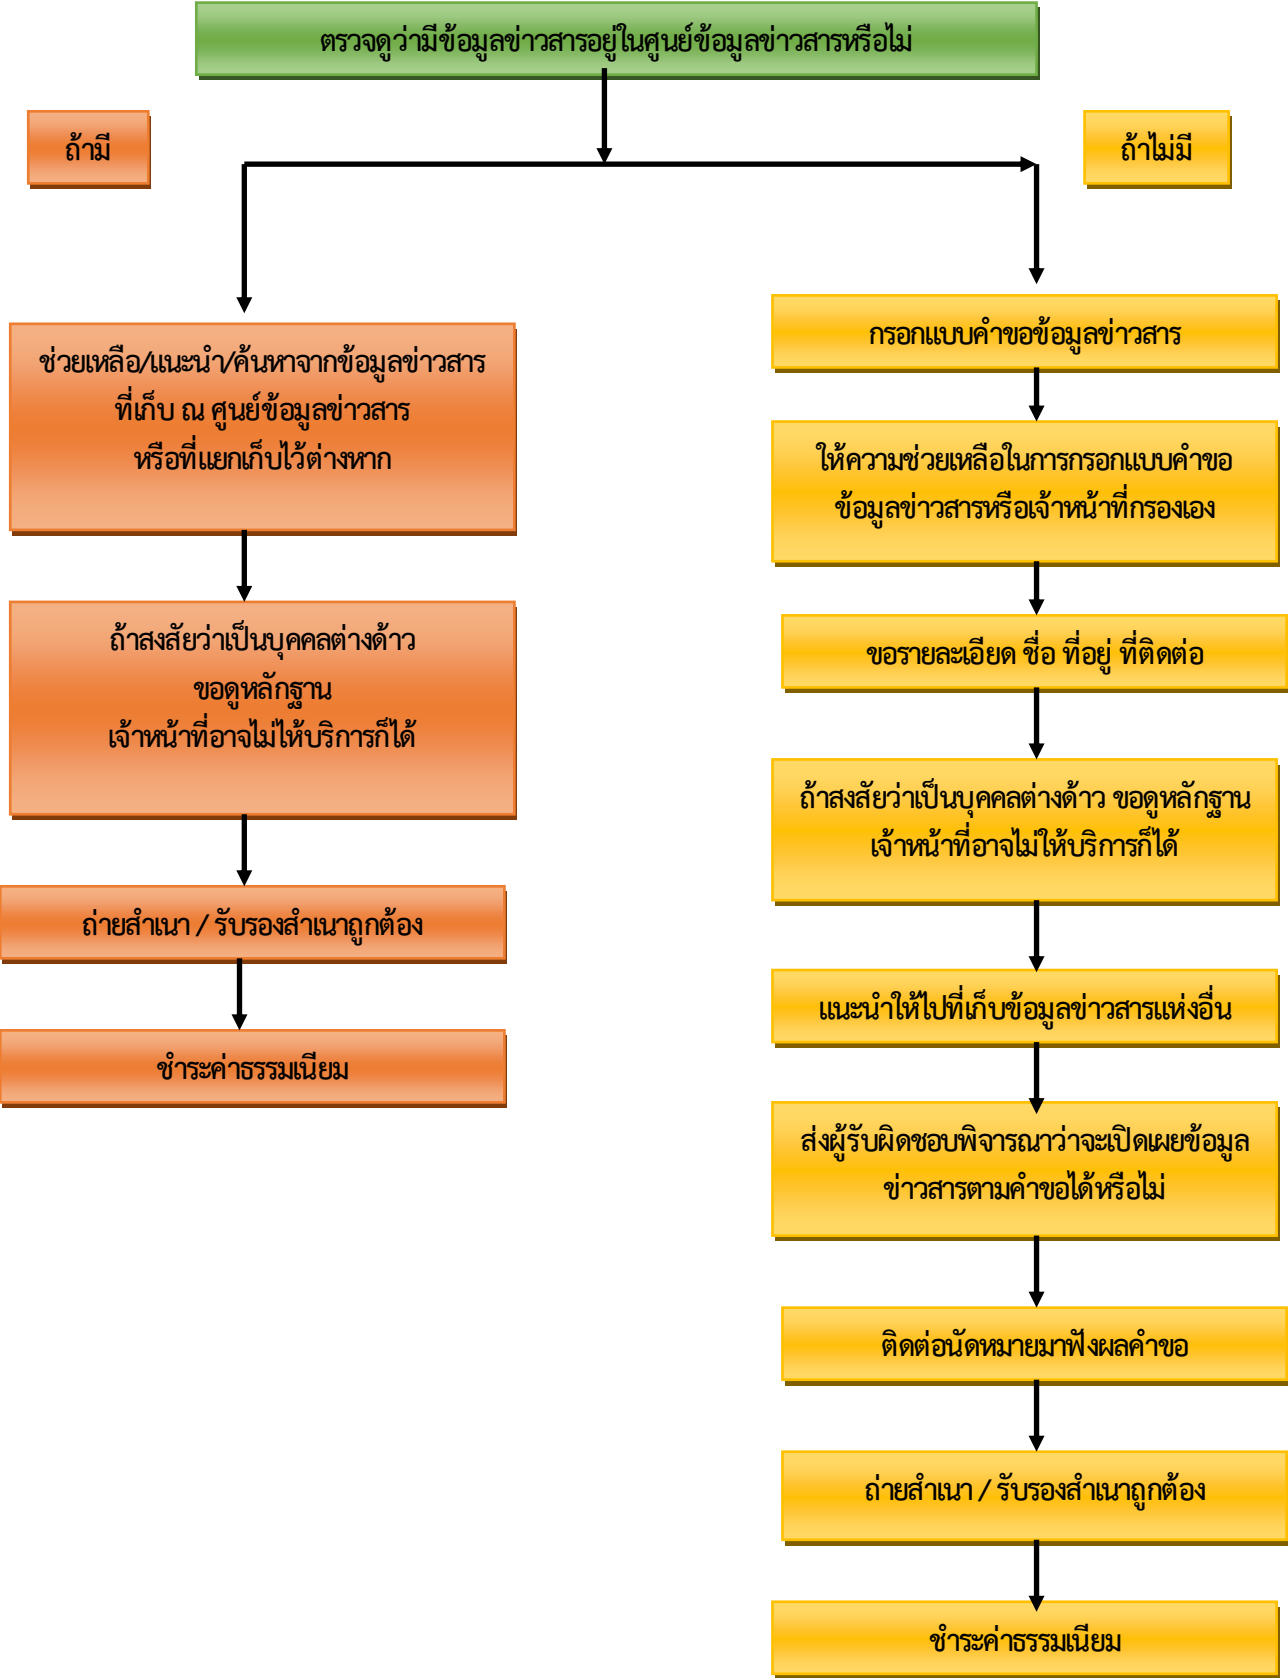 ตรวจดูว่ามีข้อมูลข่าวสารอยู่ในศูนย์ข้อมูลข่าวสารหรือไม่
ถ้ามี
ถ้าไม่มี
ช่วยเหลือ/แนะนำ/ค้นหาจากข้อมูลข่าวสาร
ที่เก็บ ณ ศูนย์ข้อมูลข่าวสาร
หรือที่แยกเก็บไว้ต่างหาก
ถ้าสงสัยว่าเป็นบุคคลต่างด้าว
ขอดูหลักฐาน
เจ้าหน้าที่อาจไม่ให้บริการก็ได้
ถ่ายสำเนา / รับรองสำเนาถูกต้อง
ชำระค่าธรรมเนียม
กรอกแบบคำขอข้อมูลข่าวสาร
ให้ความช่วยเหลือในการกรอกแบบคำขอ
ข้อมูลข่าวสารหรือเจ้าหน้าที่กรองเอง
ขอรายละเอียด ชื่อ ที่อยู่ ที่ติดต่อ
ถ้าสงสัยว่าเป็นบุคคลต่างด้าว ขอดูหลักฐาน
เจ้าหน้าที่อาจไม่ให้บริการก็ได้
แนะนำให้ไปที่เก็บข้อมูลข่าวสารแห่งอื่น
ส่งผู้รับผิดชอบพิจารณาว่าจะเปิดเผยข้อมูล
ข่าวสารตามคำขอได้หรือไม่
ติดต่อนัดหมายมาฟังผลคำขอ
ถ่ายสำเนา / รับรองสำเนาถูกต้อง
ชำระค่าธรรมเนียม